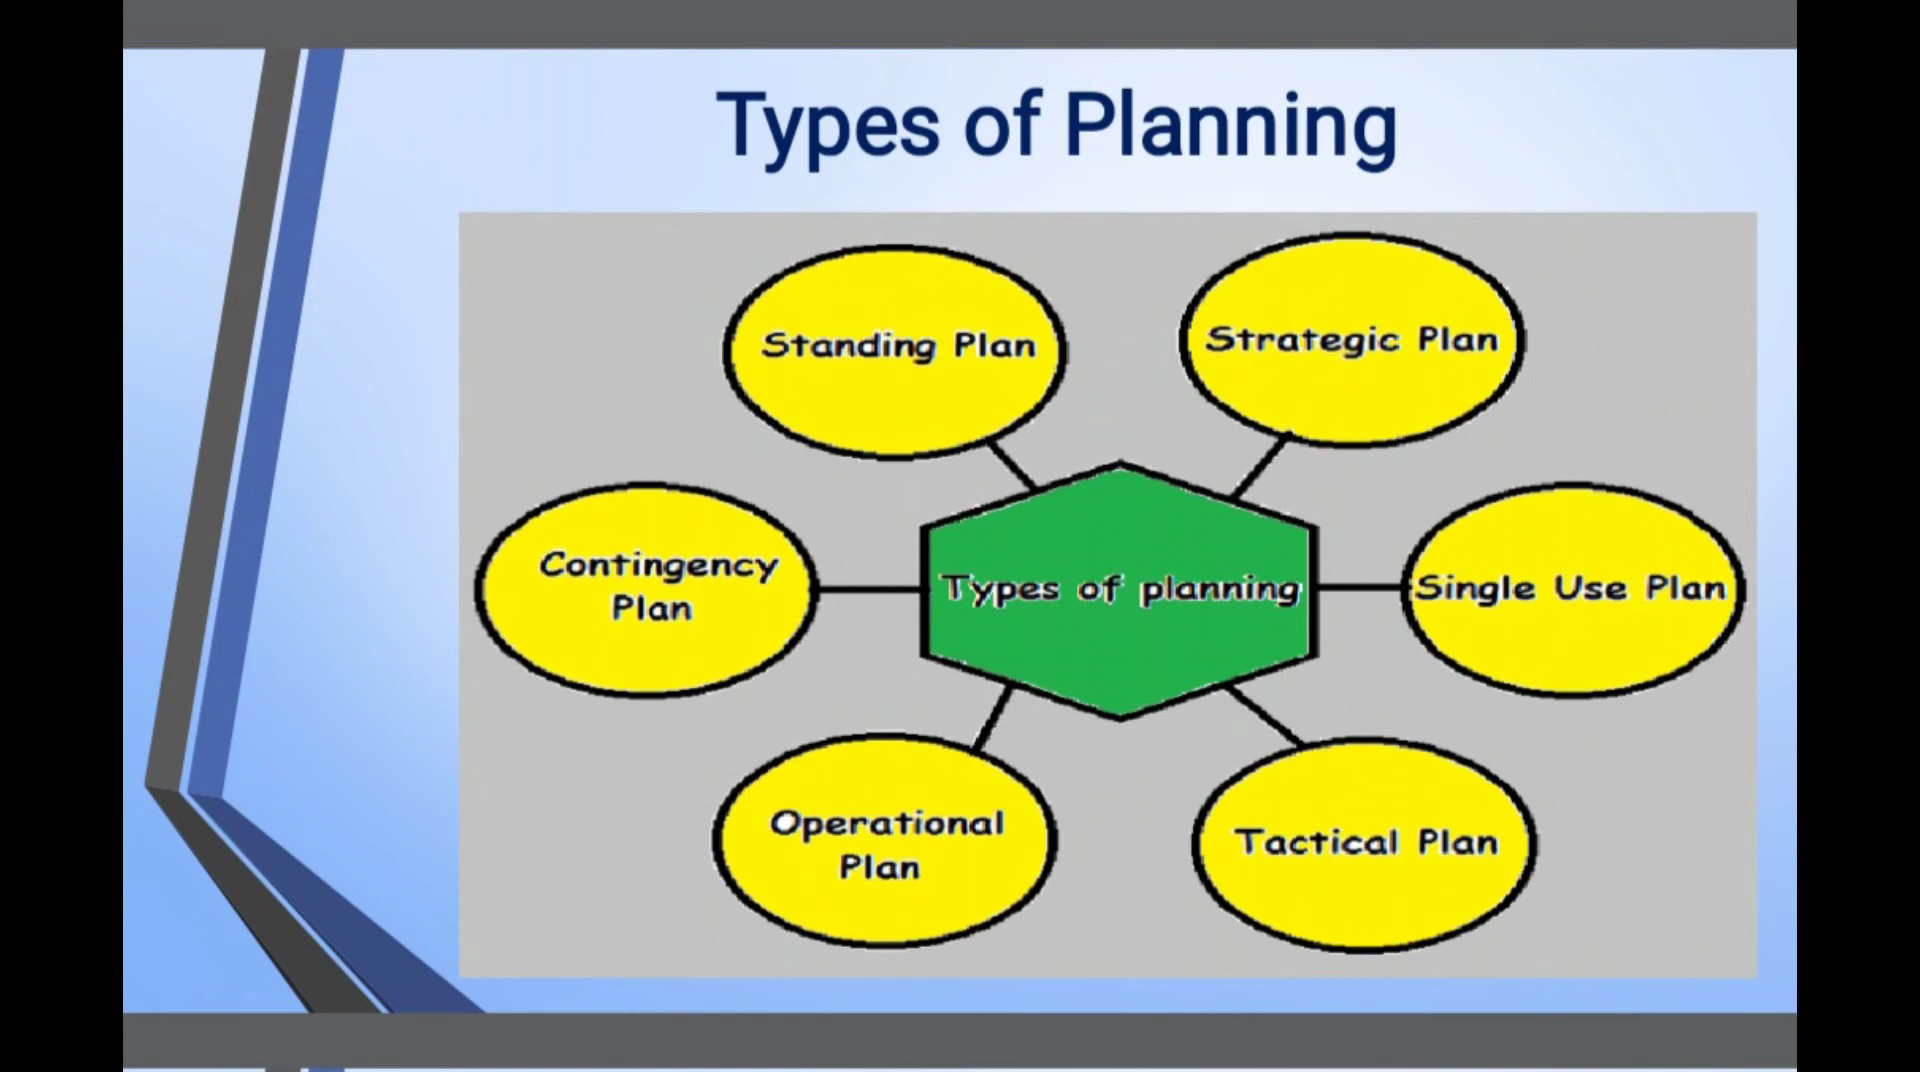 Types of Planning
Standing Plan
Strategic Plan
Contingency
Plan
Types of planning
Single Use Plan
Operational
Plan
Tactical Plan